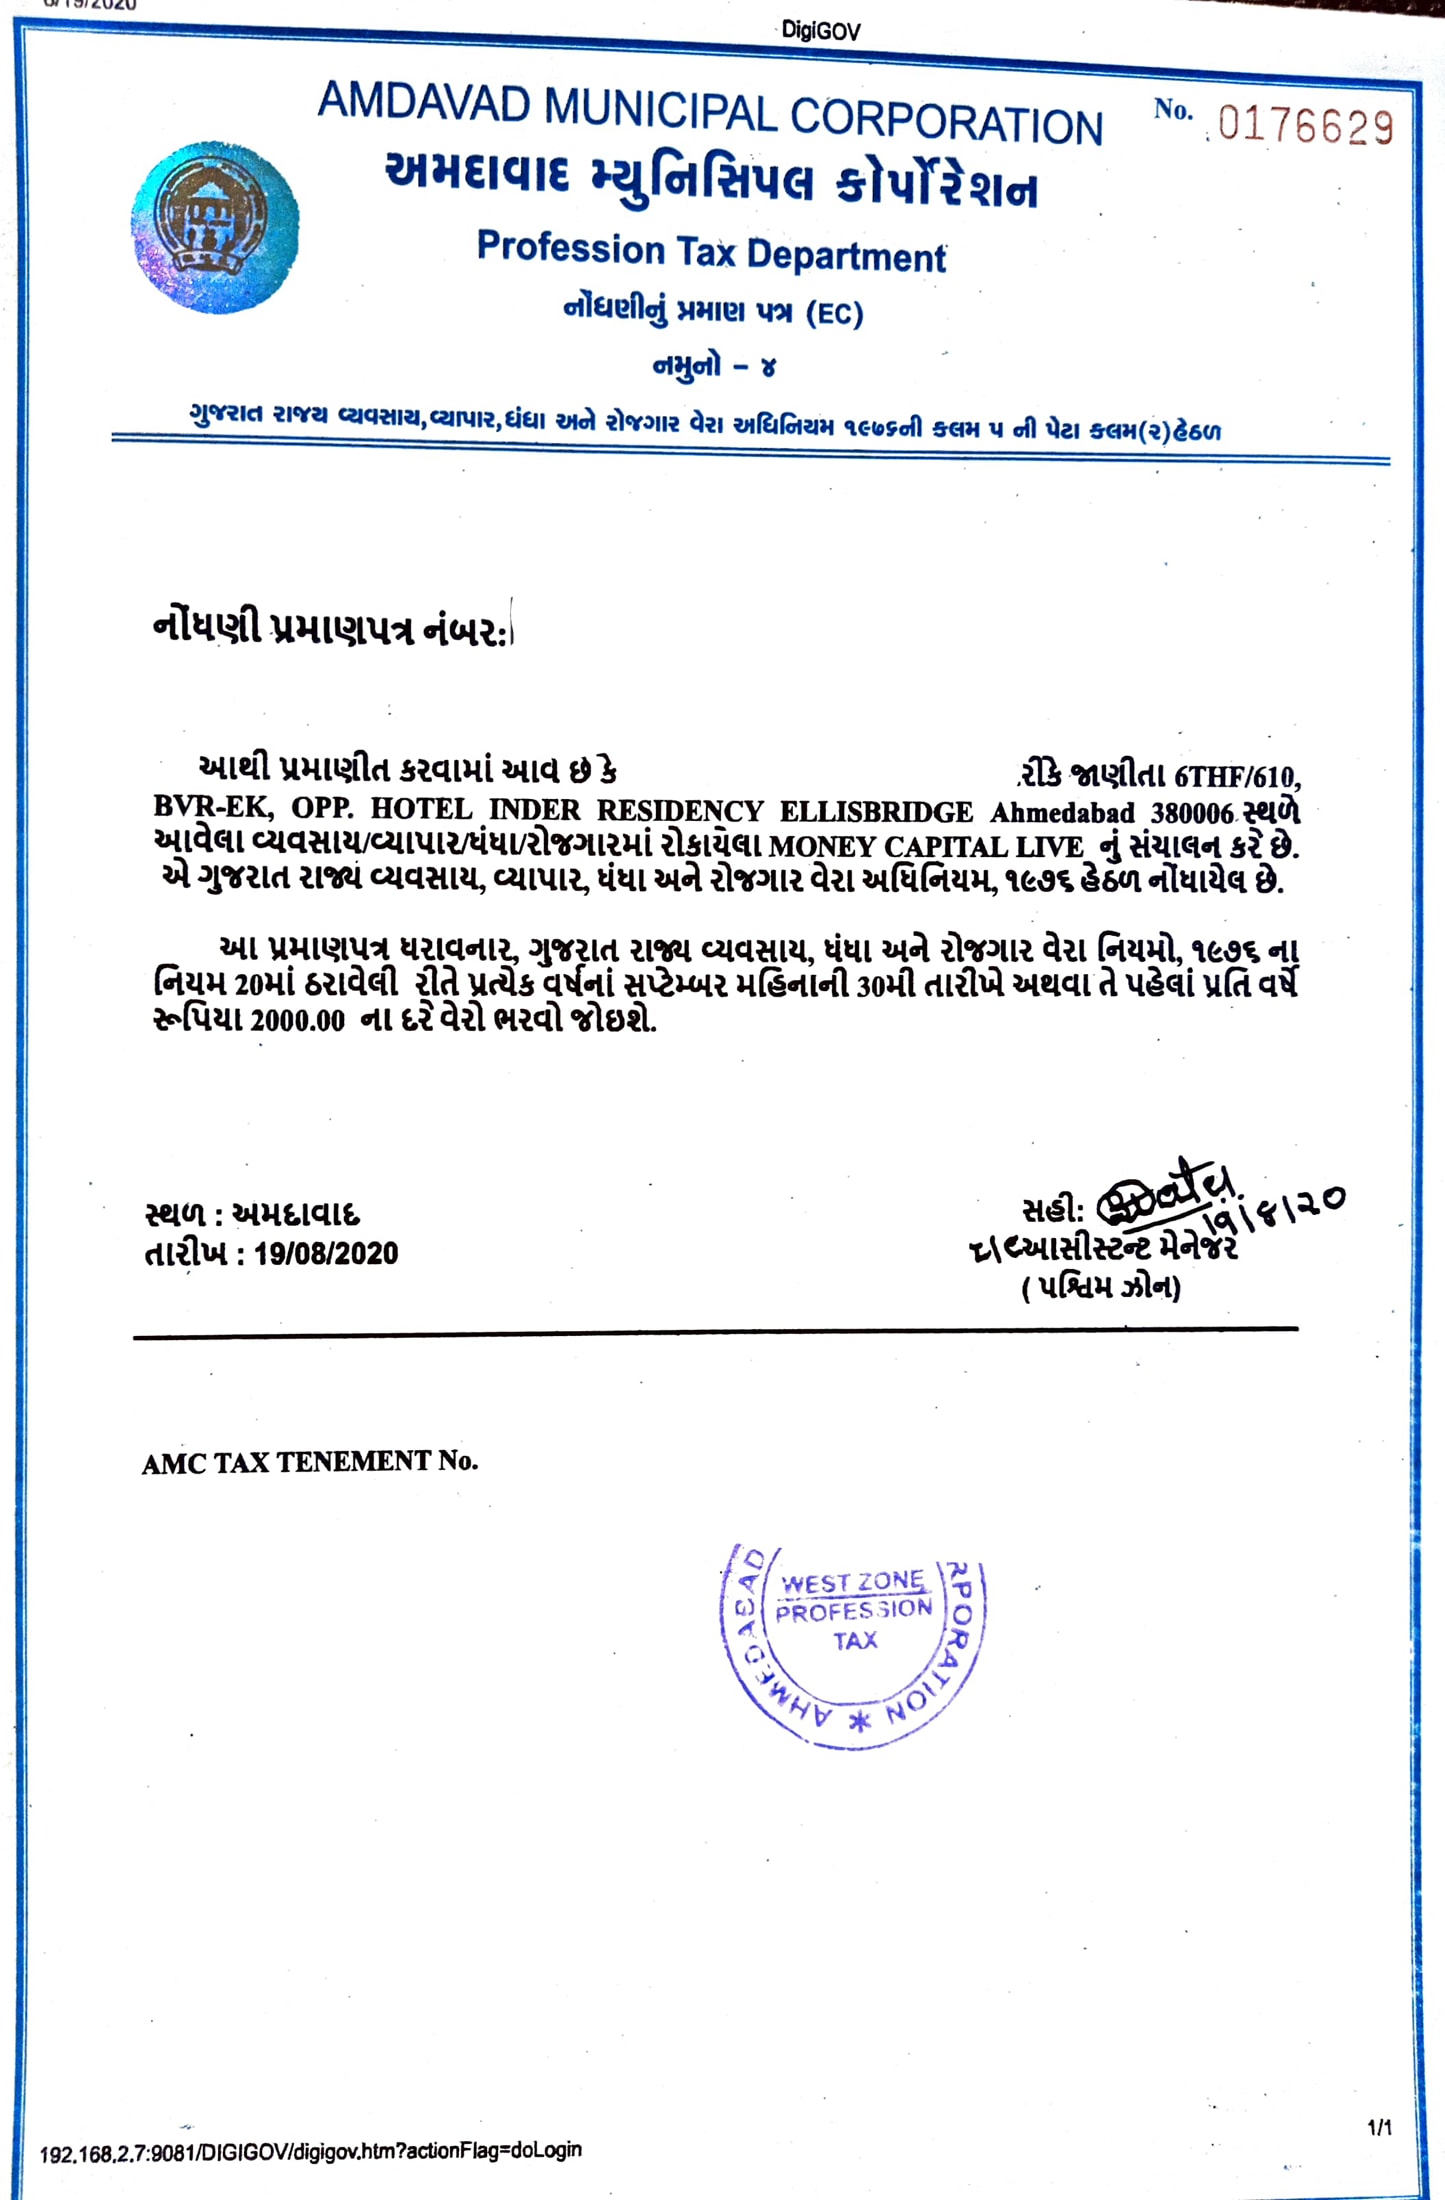 DigiGOV
AMDAVAD MUNICIPAL CORPORATION
No. 0176629
અમદાવાદ મ્યુનિસિપલ કોર્પોરેશન
Profession Tax Department
નોંધણીનું પ્રમાણ પત્ર (EC)
નમુનો – ૪
ગુજરાત રાજય વ્યવસાય,વ્યાપાર,ધંધા અને રોજગાર વેરા અધિનિયમ ૧૯૭૬ની કલમ ૫ ની પેટા કલમ(૨)હેઠળ
નોંધણી પ્રમાણપત્ર નંબર:
આથી પ્રમાણીત કરવામાં આવ છે કે રીકે જાણીતા 6THF/610,
BVR-EK, OPP. HOTEL INDER RESIDENCY ELLISBRIDGE Ahmedabad 380006 સ્થળે
આવેલા વ્યવસાય/વ્યાપાર/ધંધા/રોજગારમાં રોકાયેલા MONEY CAPITAL LIVE નું સંચાલન કરે છે.
એ ગુજરાત રાજ્ય વ્યવસાય, વ્યાપાર, ધંધા અને રોજગાર વેરા અધિનિયમ, ૧૯૭૬ હેઠળ નોંધાયેલ છે.
આ પ્રમાણપત્ર ધરાવનાર, ગુજરાત રાજ્ય વ્યવસાય, ધંધા અને રોજગાર વેરા નિયમો, ૧૯૭૬ ના
નિયમ 20માં ઠરાવેલી રીતે પ્રત્યેક વર્ષનાં સપ્ટેમ્બર મહિનાની 30મી તારીખે અથવા તે પહેલાં પ્રતિ વર્ષે
રૂપિયા 2000.00 ના દરે વેરો ભરવો જોઇશે.
સ્થળ : અમદાવાદ
તારીખ : 19/08/2020
સહી:
૧૯/૮/૨૦
આસીસ્ટન્ટ મેનેજર
( પશ્ચિમ ઝોન)
AMC TAX TENEMENT No.
WEST ZONE
PROFESSION
TAX
AHMEDABAD * RPORATION
1/1
192.168.2.7:9081/DIGIGOV/digigov.htm?actionFlag=doLogin